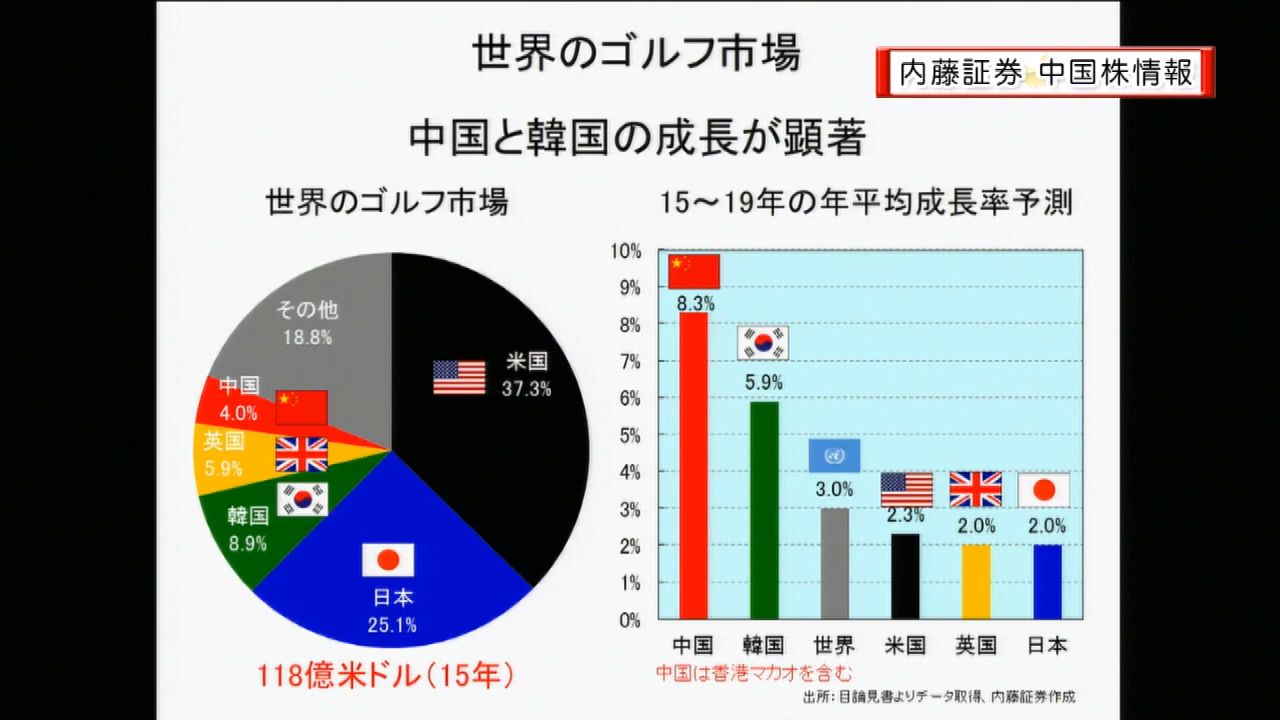 世界のゴルフ市場
内藤証券 中国株情報
中国と韓国の成長が顕著
世界のゴルフ市場
その他
18.8%
米国
37.3%
中国
4.0%
英国
5.9%
韓国
8.9%
日本
25.1%
118億米ドル(15年)
15~19年の年平均成長率予測
10%
9%
8%
7%
6%
5%
4%
3%
2%
1%
0%
8.3%
5.9%
3.0%
2.3%
2.0%
2.0%
中国 韓国 世界 米国 英国 日本
中国は香港マカオを含む
出所:目論見書よりデータ取得、内藤証券作成